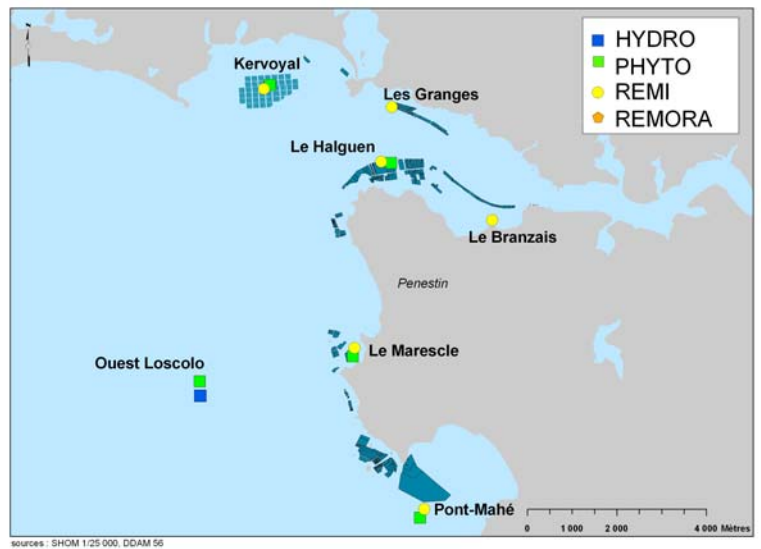 HYDRO
PHYTO
REMI
REMORA
Kervoyal
Les Granges
Le Halguen
Le Branzais
Penestin
Le Marescle
Ouest Loscolo
Pont-Mahé
0 1 000 2 000 4 000 Mètres
sources : SHOM 1/25 000, DDAM 56